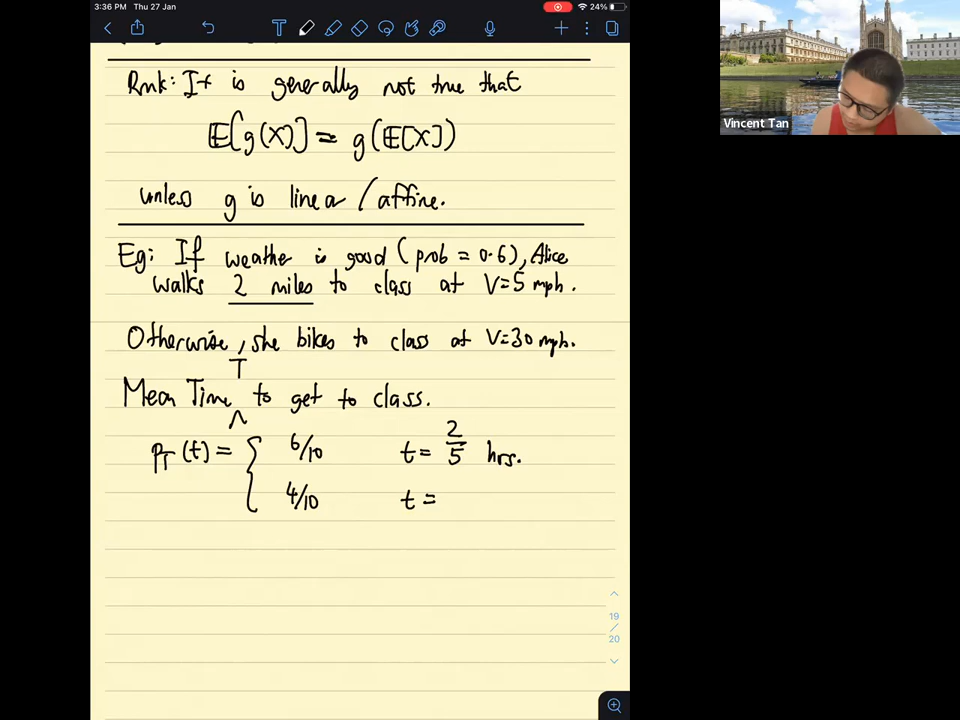 3:36 PM Thu 27 Jan
24%
Rmk: It is generally not true that
E[g(X)] = g(E[X])
unless g is linear / affine.
Eg: If weather is good (prob = 0.6), Alice
walks 2 miles to class at V=5 mph.
Otherwise, she bikes to class at V=30 mph.
T
Mean Time ^ to get to class.
p_T(t) = { 6/10 t = 2/5 hrs.
4/10 t =
19
/
20
Vincent Tan